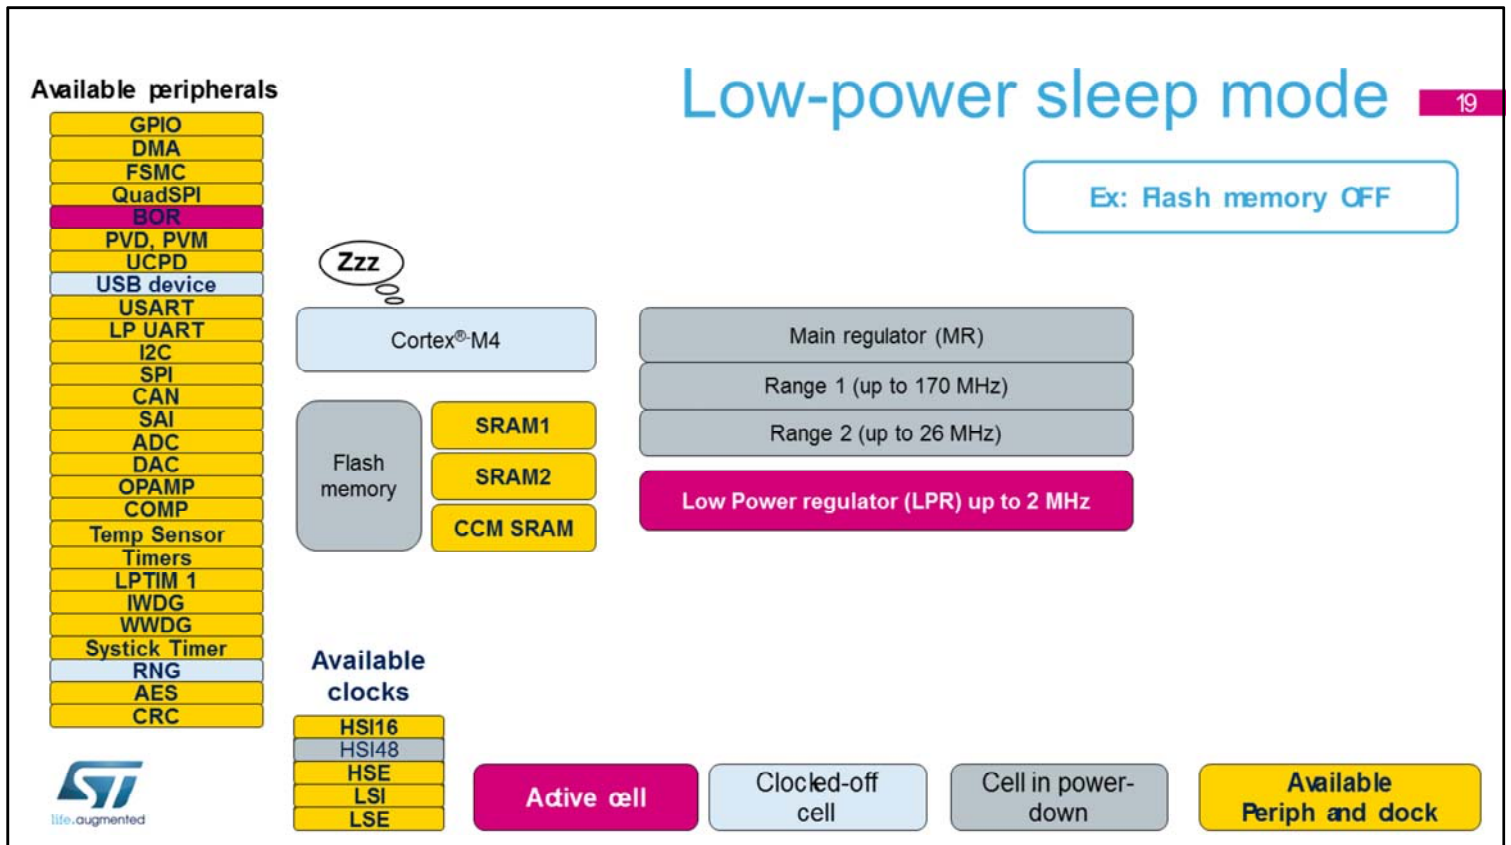 Low-power sleep mode
19
Ex: Flash memory OFF
Available peripherals
GPIO
DMA
FSMC
QuadSPI
BOR
PVD, PVM
UCPD
USB device
USART
LP UART
I2C
SPI
CAN
SAI
ADC
DAC
OPAMP
COMP
Temp Sensor
Timers
LPTIM 1
IWDG
WWDG
Systick Timer
RNG
AES
CRC
Zzz
Cortex®-M4
Flash
memory
SRAM1
SRAM2
CCM SRAM
Main regulator (MR)
Range 1 (up to 170 MHz)
Range 2 (up to 26 MHz)
Low Power regulator (LPR) up to 2 MHz
Available
clocks
HSI16
HSI48
HSE
LSI
LSE
Active cell
Clocked-off
cell
Cell in power-
down
Available
Periph and clock
ST
life.augmented